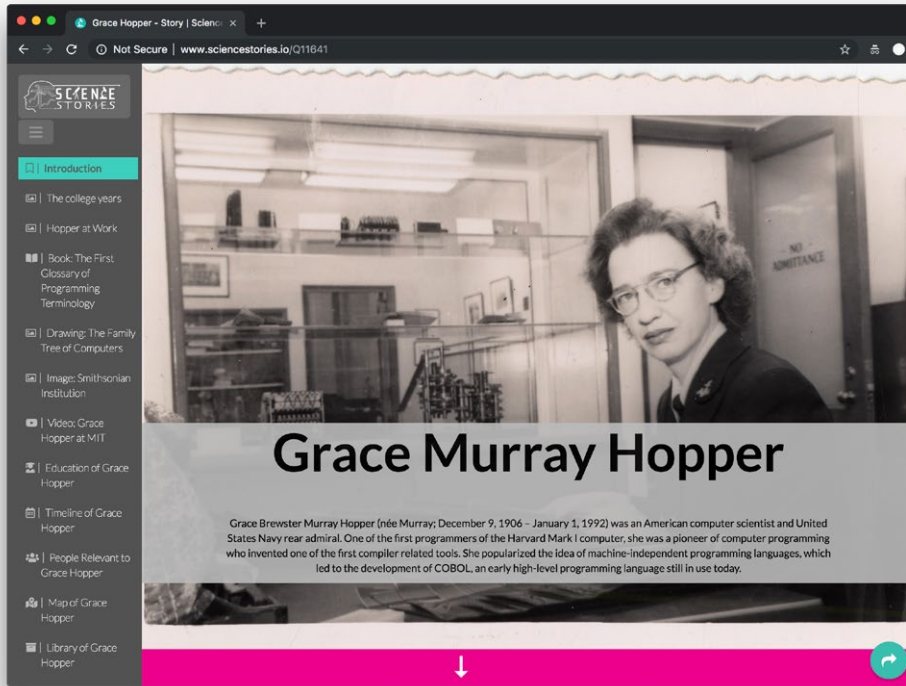 Grace Hopper - Story | Scienc
Not Secure | www.sciencestories.io/Q11641
SCIENCE
STORIES
Introduction
The college years
Hopper at Work
Book: The First
Glossary of
Programming
Terminology
Drawing: The Family
Tree of Computers
Image: Smithsonian
Institution
Video: Grace
Hopper at MIT
Education of Grace
Hopper
Timeline of Grace
Hopper
People Relevant to
Grace Hopper
Map of Grace
Hopper
Library of Grace
Hopper
NO
ADMITTANCE
Grace Murray Hopper
Grace Brewster Murray Hopper (née Murray; December 9, 1906 – January 1, 1992) was an American computer scientist and United
States Navy rear admiral. One of the first programmers of the Harvard Mark I computer, she was a pioneer of computer programming
who invented one of the first compiler related tools. She popularized the idea of machine-independent programming languages, which
led to the development of COBOL, an early high-level programming language still in use today.